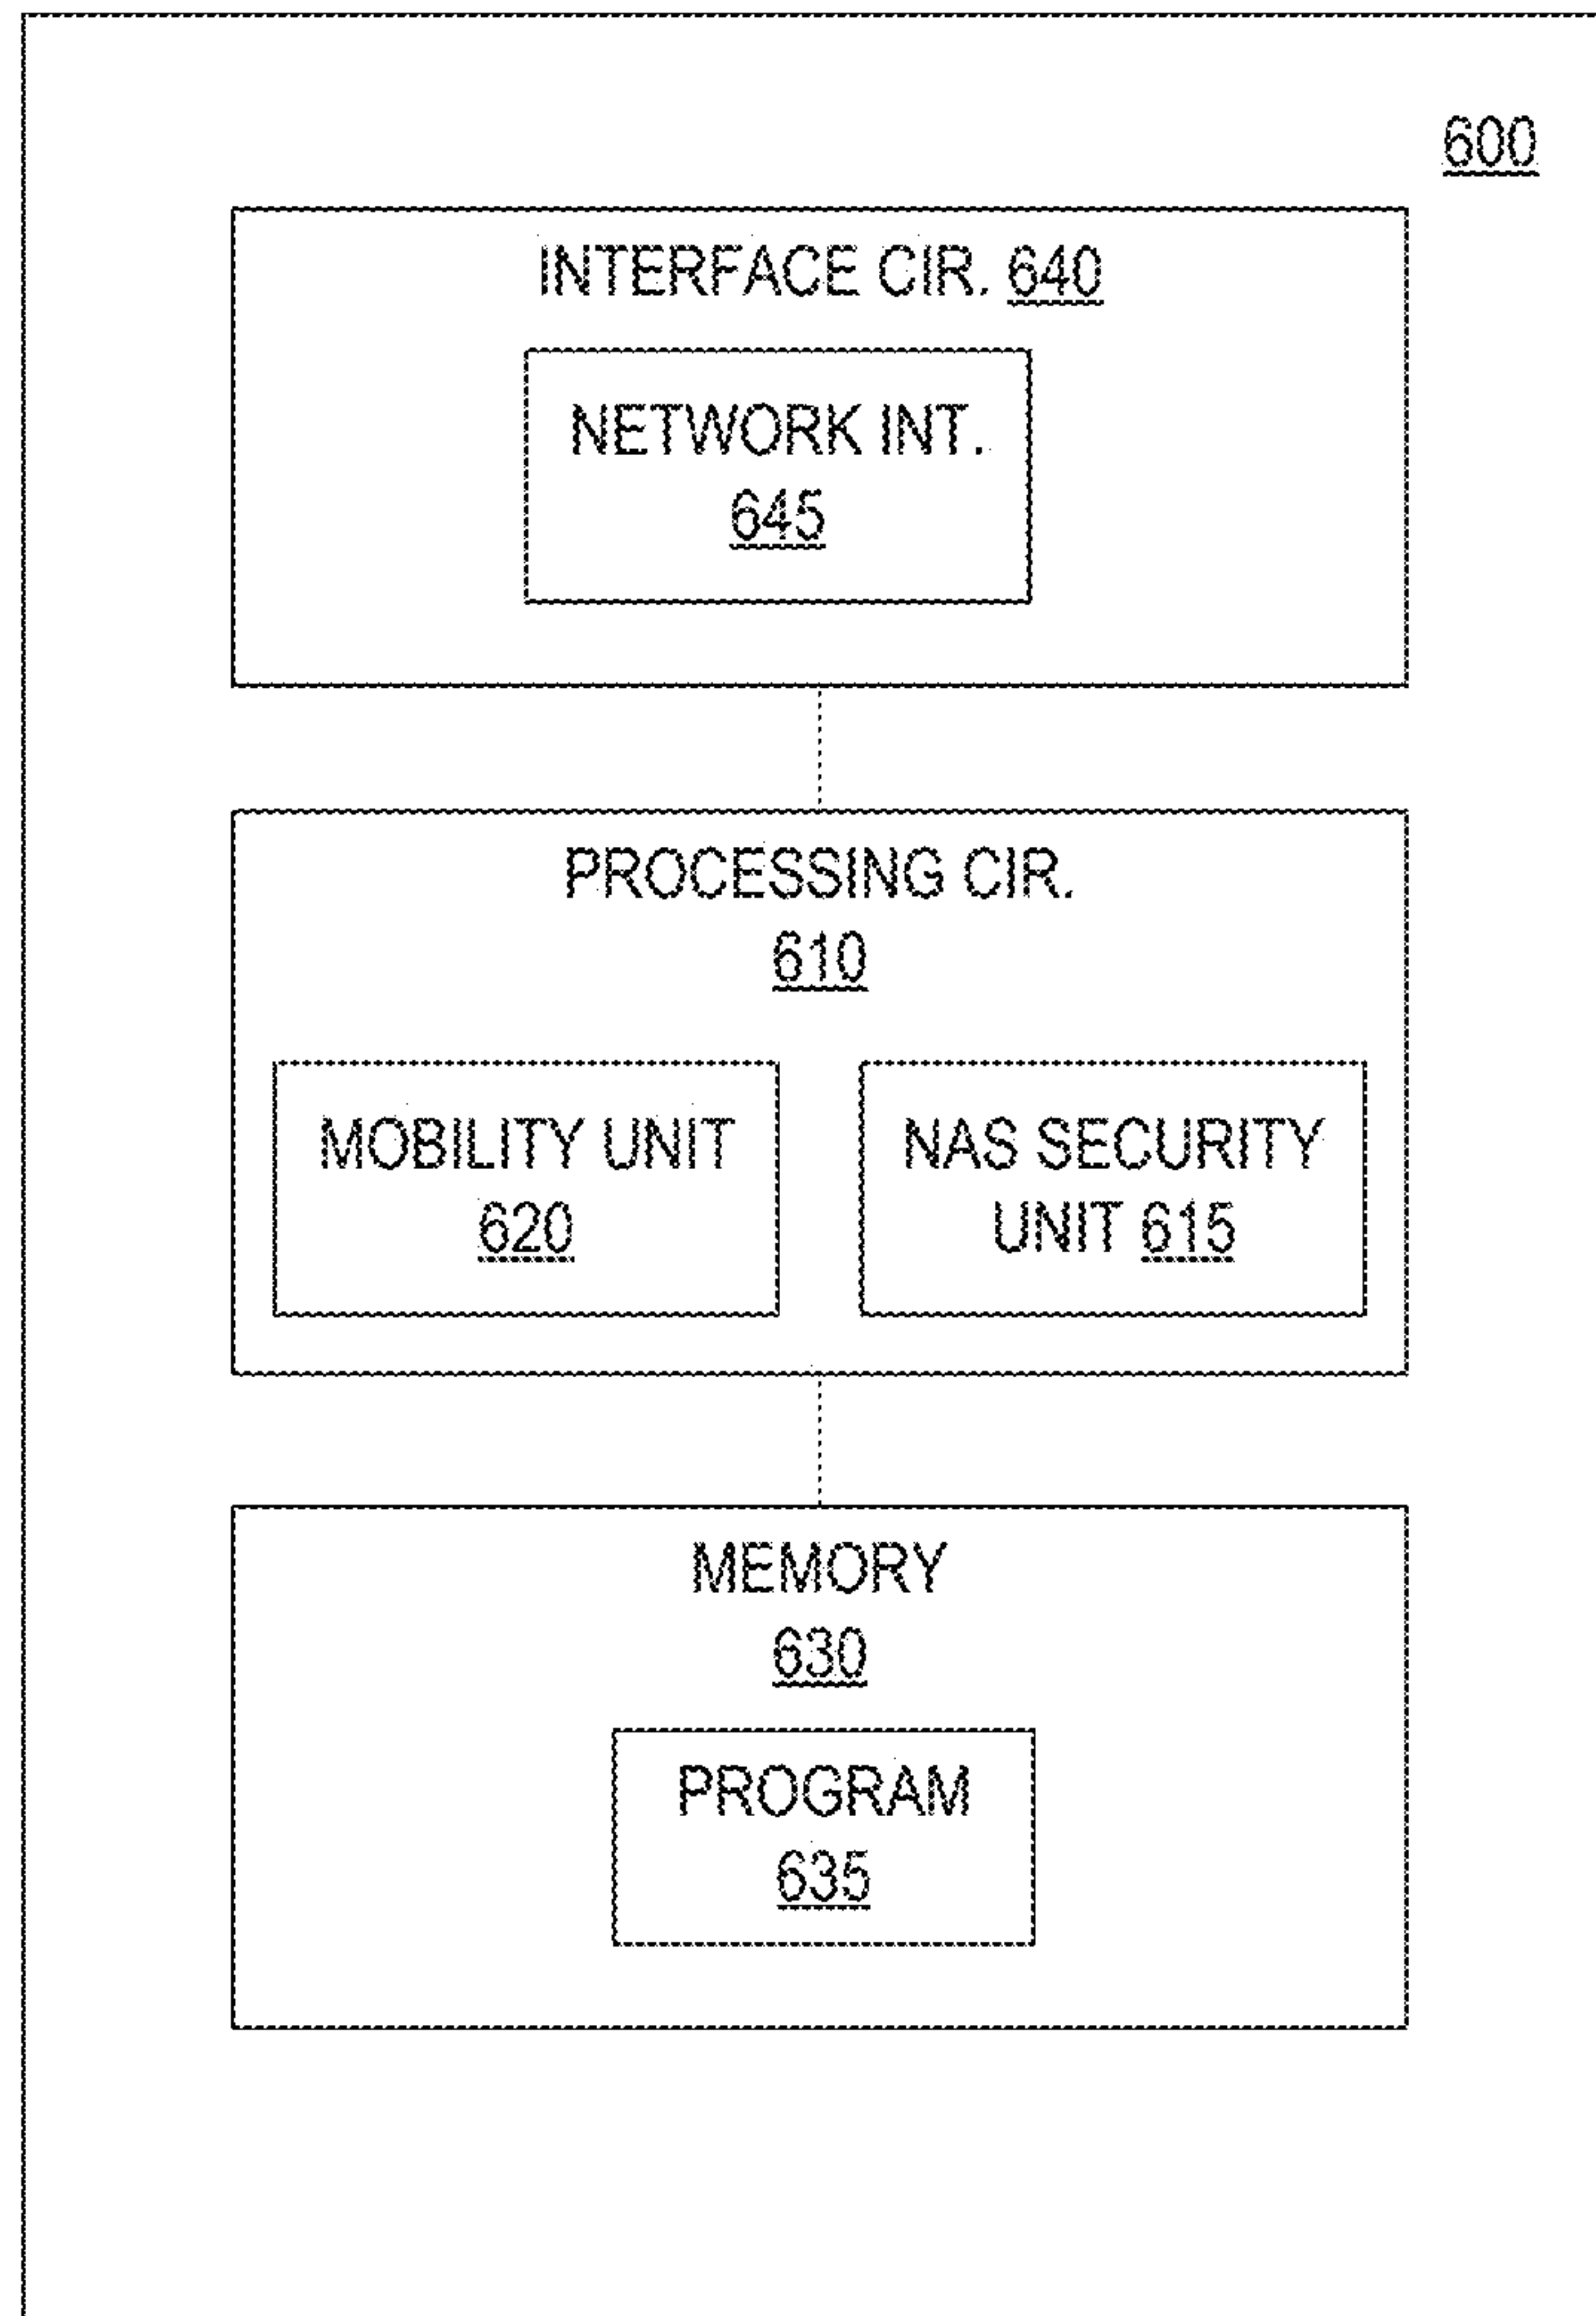 600
INTERFACE CIR. 640
NETWORK INT.
645
PROCESSING CIR.
610
MOBILITY UNIT
620
NAS SECURITY
UNIT 615
MEMORY
630
PROGRAM
635